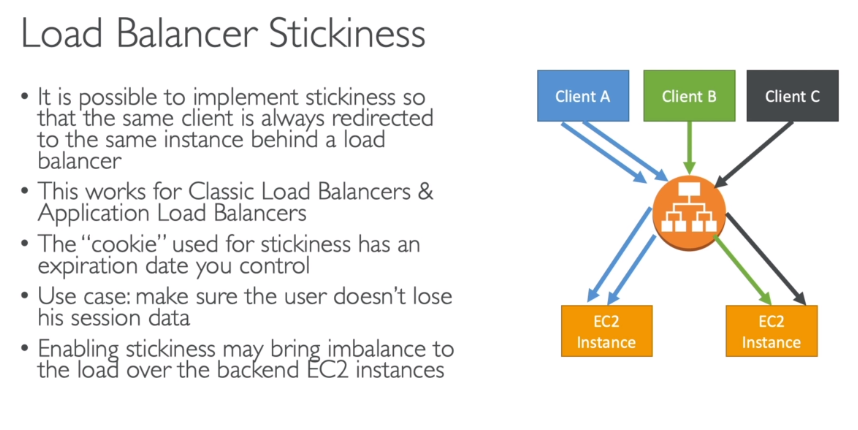 Load Balancer Stickiness
• It is possible to implement stickiness so
that the same client is always redirected
to the same instance behind a load
balancer
• This works for Classic Load Balancers &
Application Load Balancers
• The “cookie” used for stickiness has an
expiration date you control
• Use case: make sure the user doesn’t lose
his session data
• Enabling stickiness may bring imbalance to
the load over the backend EC2 instances
Client A
Client B
Client C
EC2
Instance
EC2
Instance